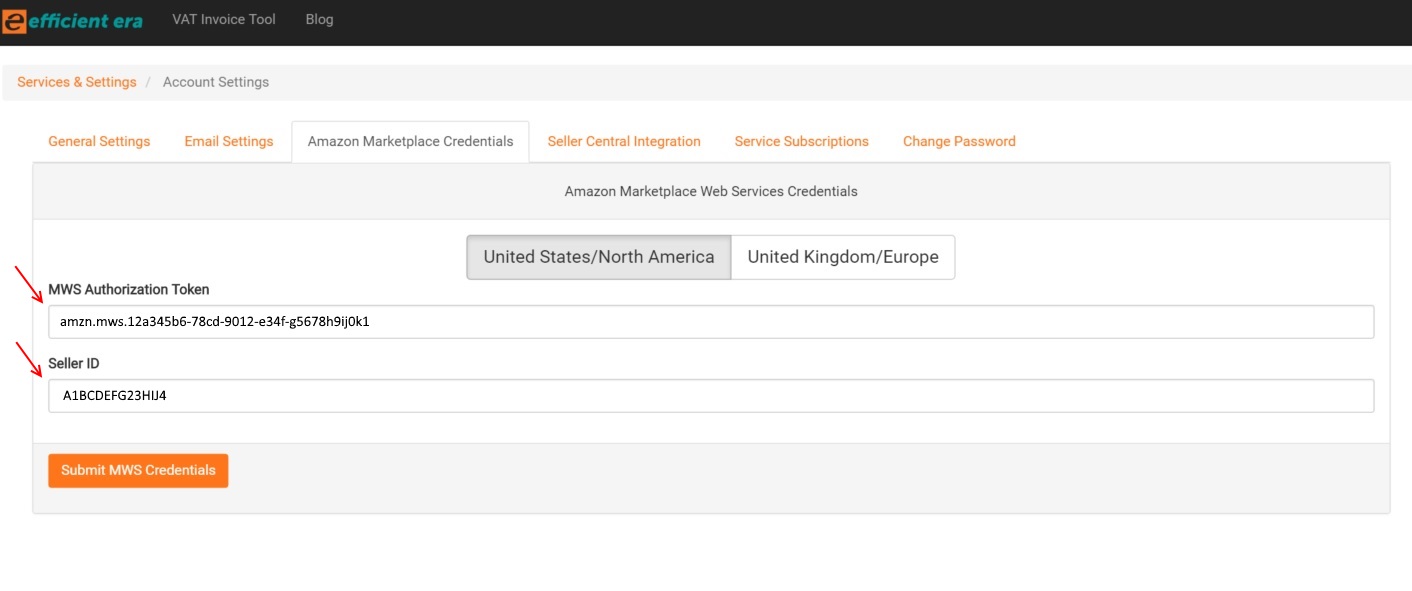 e efficient era VAT Invoice Tool Blog
Services & Settings / Account Settings
General Settings Email Settings Amazon Marketplace Credentials Seller Central Integration Service Subscriptions Change Password
Amazon Marketplace Web Services Credentials
United States/North America United Kingdom/Europe
MWS Authorization Token
amzn.mws.12a345b6-78cd-9012-e34f-g5678h9ij0k1
Seller ID
A1BCDEFG23HIJ4
Submit MWS Credentials